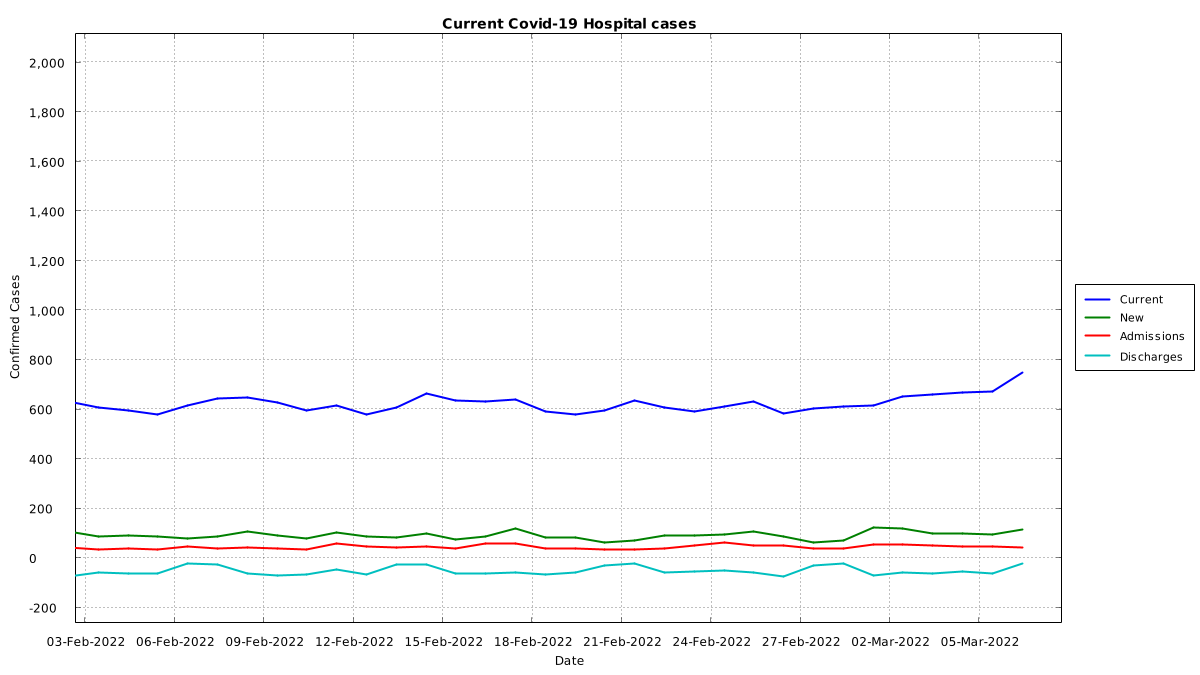 Current Covid-19 Hospital cases
2,000
1,800
1,600
1,400
1,200
1,000
800
600
400
200
0
-200
Confirmed Cases
03-Feb-2022 06-Feb-2022 09-Feb-2022 12-Feb-2022 15-Feb-2022 18-Feb-2022 21-Feb-2022 24-Feb-2022 27-Feb-2022 02-Mar-2022 05-Mar-2022
Date
Current
New
Admissions
Discharges